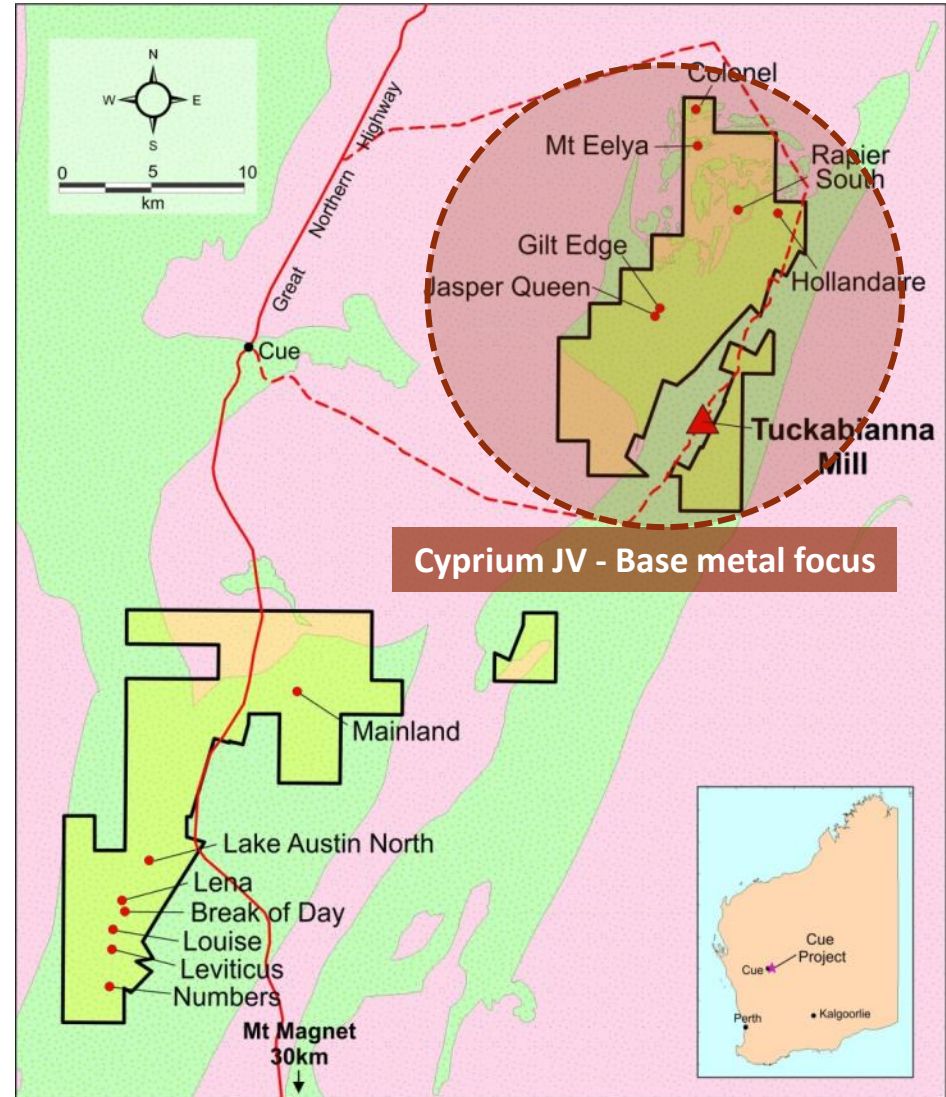 N
W
E
S
0
5
10
km
Great Northern Highway
Colonel
Mt Eelya
Rapier
South
Gilt Edge
Jasper Queen
Hollandaire
Cue
Tuckabianna
Mill
Cyprium JV - Base metal focus
Mainland
Lake Austin North
Lena
Break of Day
Louise
Leviticus
Numbers
Mt Magnet
30km
Cue
Project
Cue
Perth
Kalgoorlie